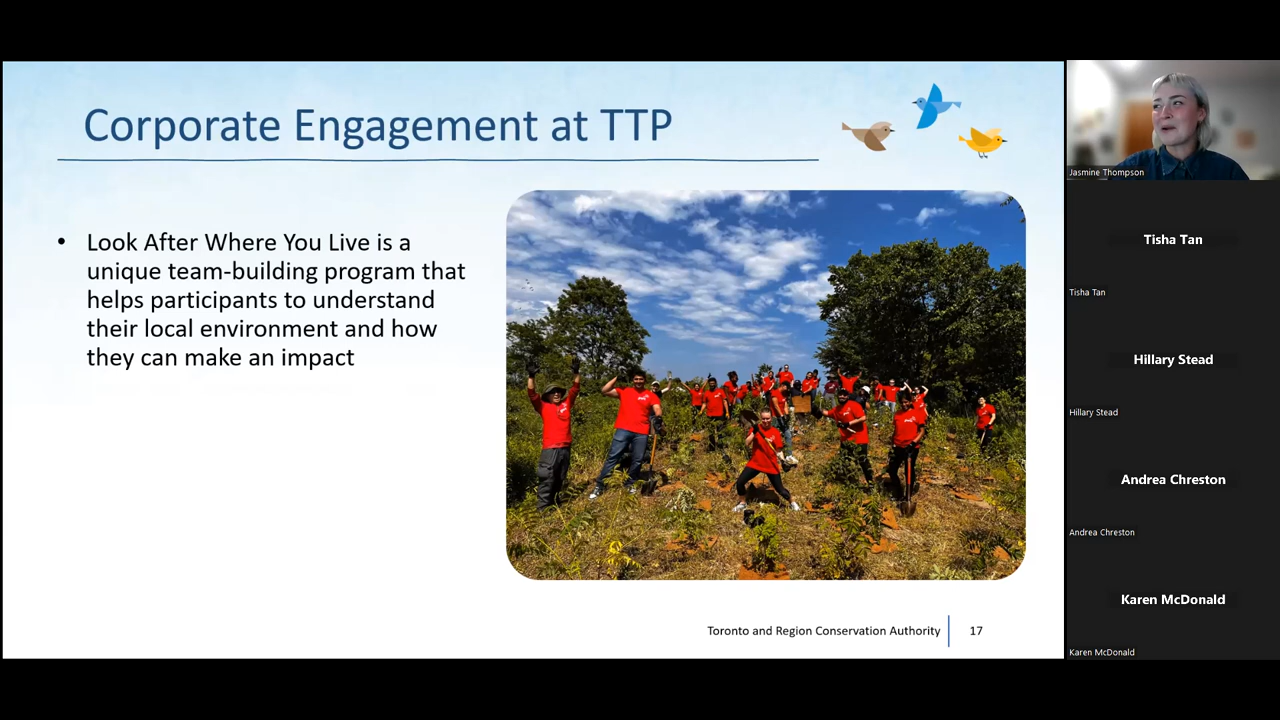 Corporate Engagement at TTP
• Look After Where You Live is a
unique team-building program that
helps participants to understand
their local environment and how
they can make an impact
Toronto and Region Conservation Authority
17
Jasmine Thompson
Tisha Tan
Tisha Tan
Hillary Stead
Hillary Stead
Andrea Chreston
Andrea Chreston
Karen McDonald
Karen McDonald